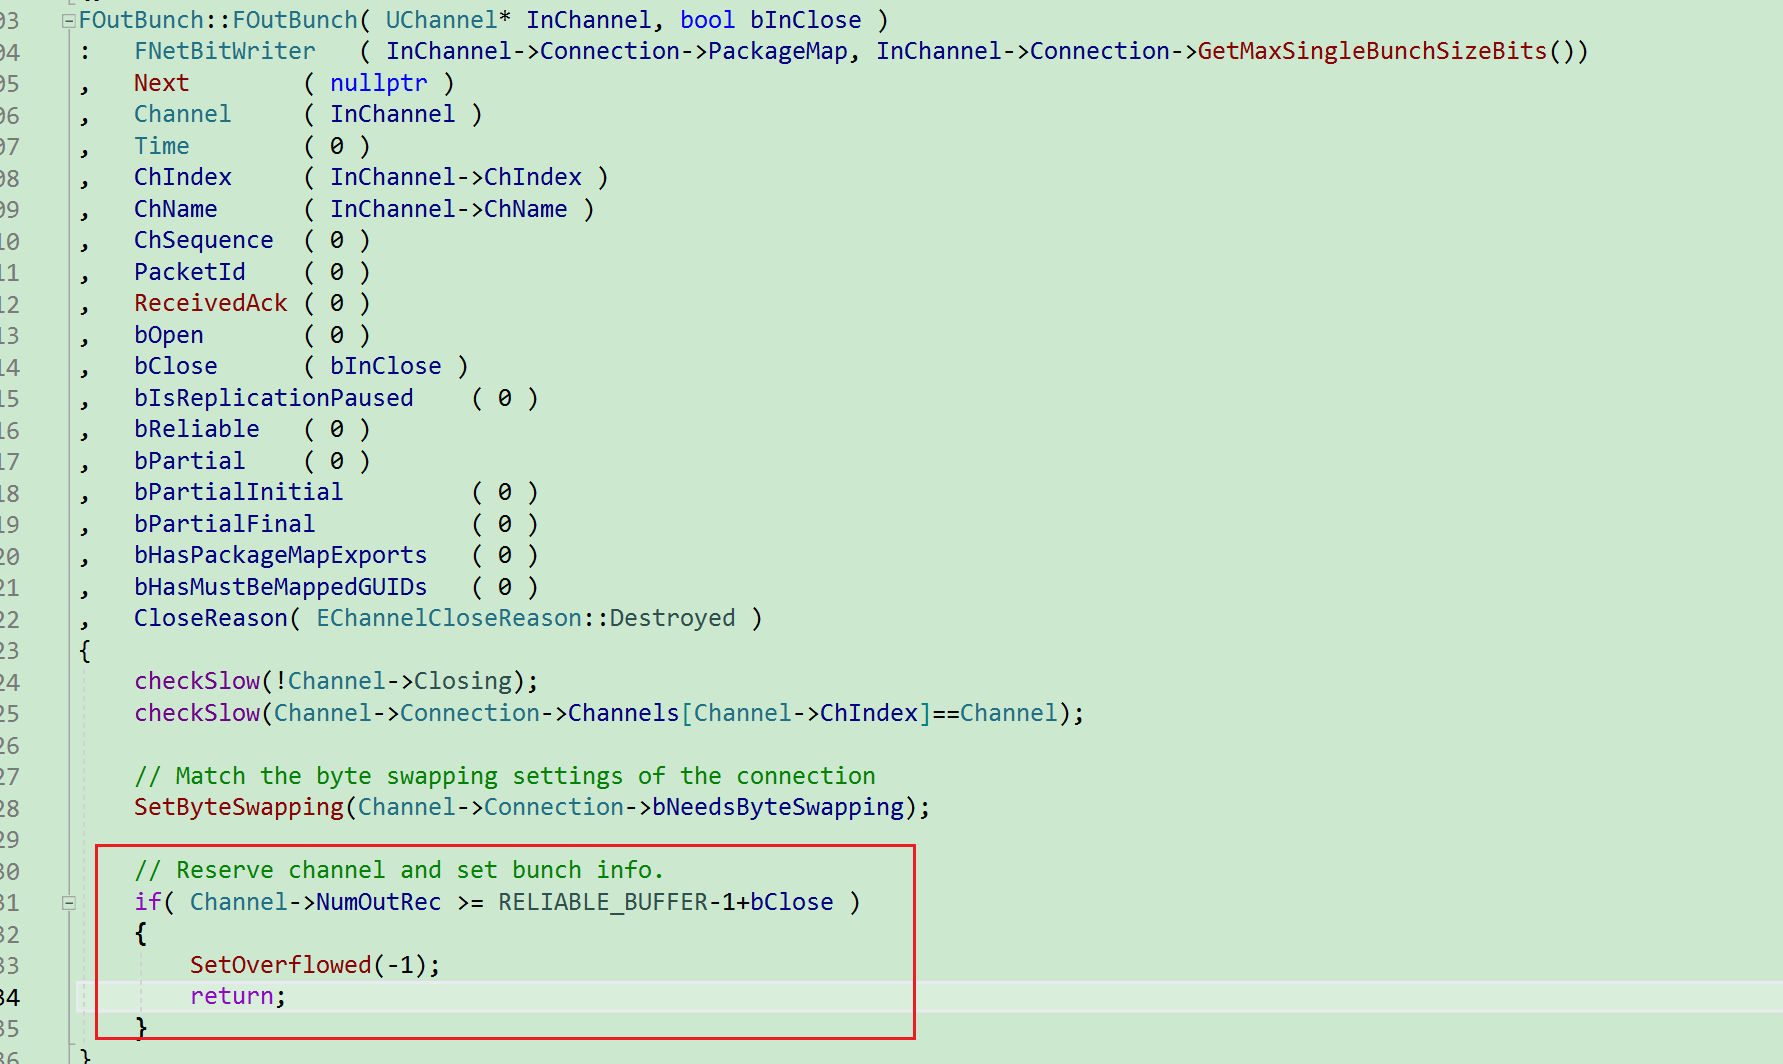 03 FOutBunch::FOutBunch( UChannel* InChannel, bool bInClose )
04 :   FNetBitWriter   ( InChannel->Connection->PackageMap, InChannel->Connection->GetMaxSingleBunchSizeBits())
05 ,   Next        ( nullptr )
06 ,   Channel     ( InChannel )
07 ,   Time        ( 0 )
08 ,   ChIndex     ( InChannel->ChIndex )
09 ,   ChName      ( InChannel->ChName )
10 ,   ChSequence  ( 0 )
11 ,   PacketId    ( 0 )
12 ,   ReceivedAck ( 0 )
13 ,   bOpen       ( 0 )
14 ,   bClose      ( bInClose )
15 ,   bIsReplicationPaused    ( 0 )
16 ,   bReliable   ( 0 )
17 ,   bPartial    ( 0 )
18 ,   bPartialInitial         ( 0 )
19 ,   bPartialFinal           ( 0 )
20 ,   bHasPackageMapExports   ( 0 )
21 ,   bHasMustBeMappedGUIDs   ( 0 )
22 ,   CloseReason( EChannelCloseReason::Destroyed )
23 {
24     checkSlow(!Channel->Closing);
25     checkSlow(Channel->Connection->Channels[Channel->ChIndex]==Channel);
26
27     // Match the byte swapping settings of the connection
28     SetByteSwapping(Channel->Connection->bNeedsByteSwapping);
29
30     // Reserve channel and set bunch info.
31     if( Channel->NumOutRec >= RELIABLE_BUFFER-1+bClose )
32     {
33         SetOverflowed(-1);
34         return;
35     }
36 }